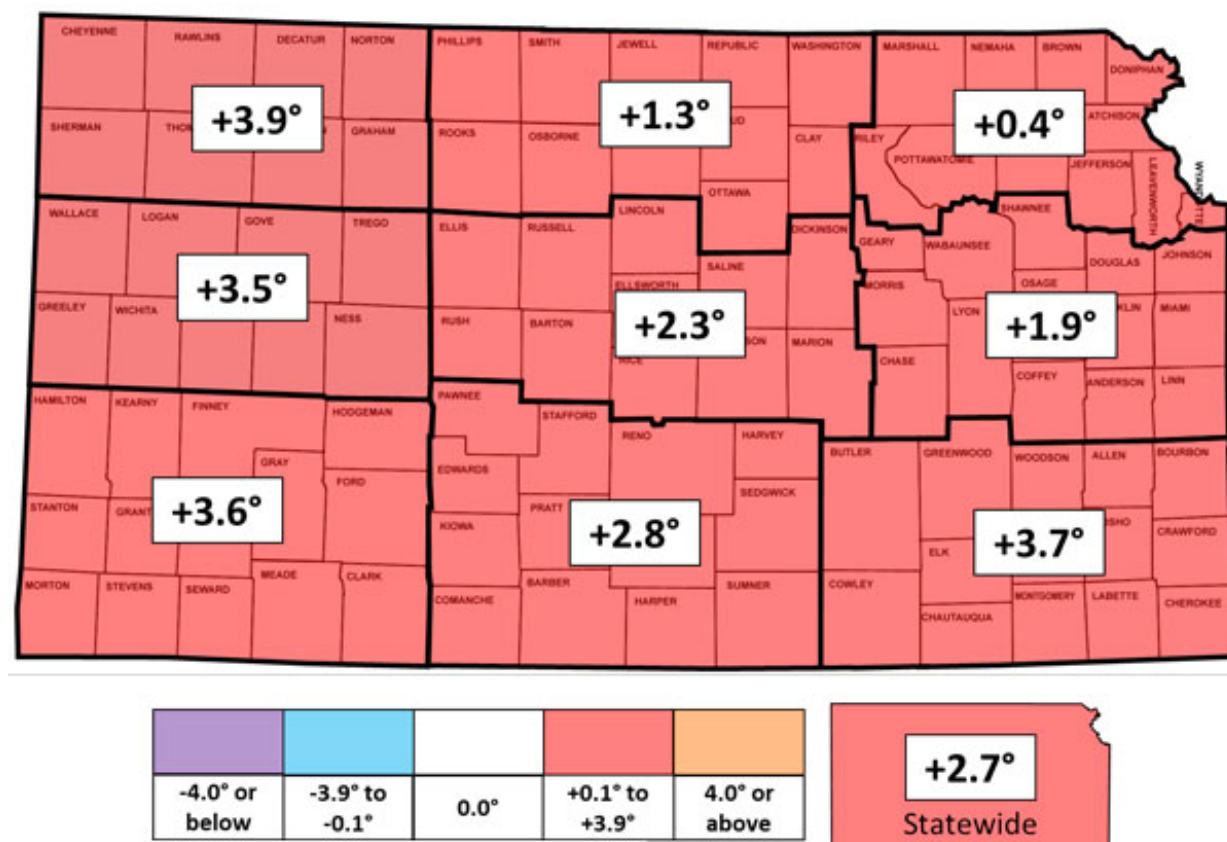 CHEYENNE
RAWLINS
DECATUR
NORTON
PHILLIPS
SMITH
JEWELL
REPUBLIC
WASHINGTON
MARSHALL
NEMAHA
BROWN
DONIPHAN
+3.9°
+1.3°
+0.4°
SHERMAN
GRAHAM
ROOKS
OSBORNE
CLAY
RILEY
POTTAWATOMIE
ATCHISON
JEFFERSON
LEAVENWORTH
OTTAWA
WALLACE
LOGAN
GOVE
TREGO
ELLIS
RUSSELL
LINCOLN
DICKINSON
GEARY
WABAUNSEE
SHAWNEE
DOUGLAS
JOHNSON
SALINE
ELLSWORTH
MORRIS
OSAGE
+3.5°
+2.3°
+1.9°
GREELEY
WICHITA
NESS
RUSH
BARTON
RICE
MARION
LYON
CHASE
MIAMI
COFFEY
ANDERSON
LINN
HAMILTON
KEARNY
FINNEY
HODGEMAN
PAWNEE
STAFFORD
RENO
HARVEY
BUTLER
GREENWOOD
WOODSON
ALLEN
BOURBON
GRAY
FORD
EDWARDS
SEDGWICK
STANTON
GRANT
+3.6°
KIOWA
PRATT
+2.8°
+3.7°
ELK
CRAWFORD
MORTON
STEVENS
SEWARD
MEADE
CLARK
COMANCHE
BARBER
HARPER
SUMNER
COWLEY
CHAUTAUQUA
MONTGOMERY
LABETTE
CHEROKEE
-4.0° or
below
-3.9° to
-0.1°
0.0°
+0.1° to
+3.9°
4.0° or
above
+2.7°
Statewide